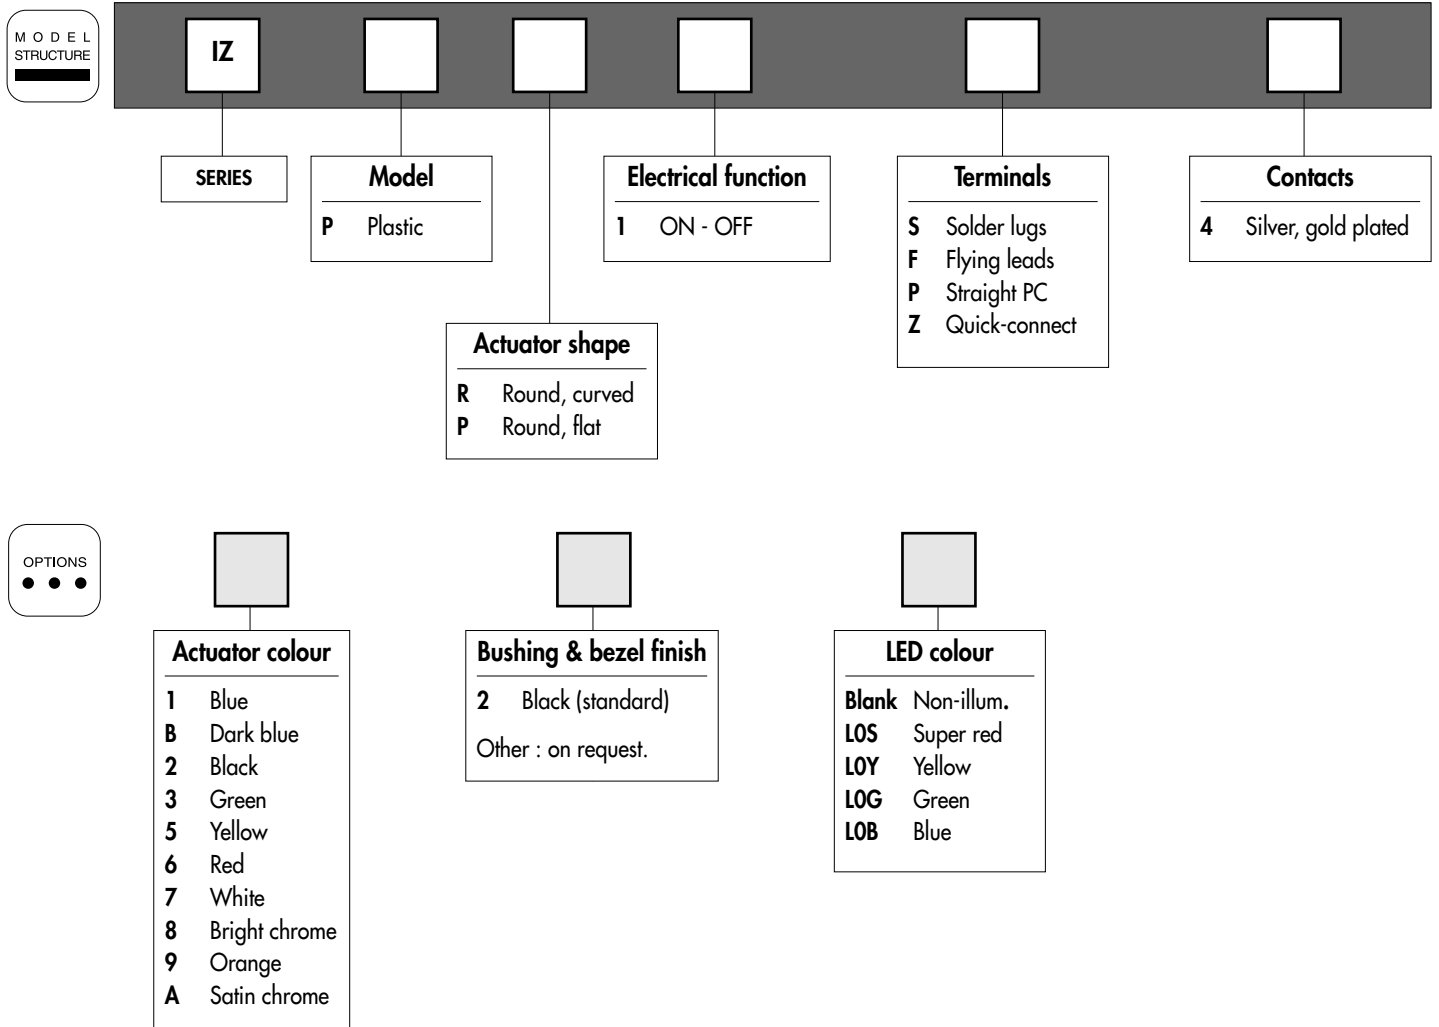 MODEL
STRUCTURE
IZ
SERIES
Model
P Plastic
Actuator shape
R Round, curved
P Round, flat
Electrical function
1 ON - OFF
Terminals
S Solder lugs
F Flying leads
P Straight PC
Z Quick-connect
Contacts
4 Silver, gold plated
OPTIONS
Actuator colour
1 Blue
B Dark blue
2 Black
3 Green
5 Yellow
6 Red
7 White
8 Bright chrome
9 Orange
A Satin chrome
Bushing & bezel finish
2 Black (standard)
Other : on request.
LED colour
Blank Non-illum.
L0S Super red
L0Y Yellow
L0G Green
L0B Blue